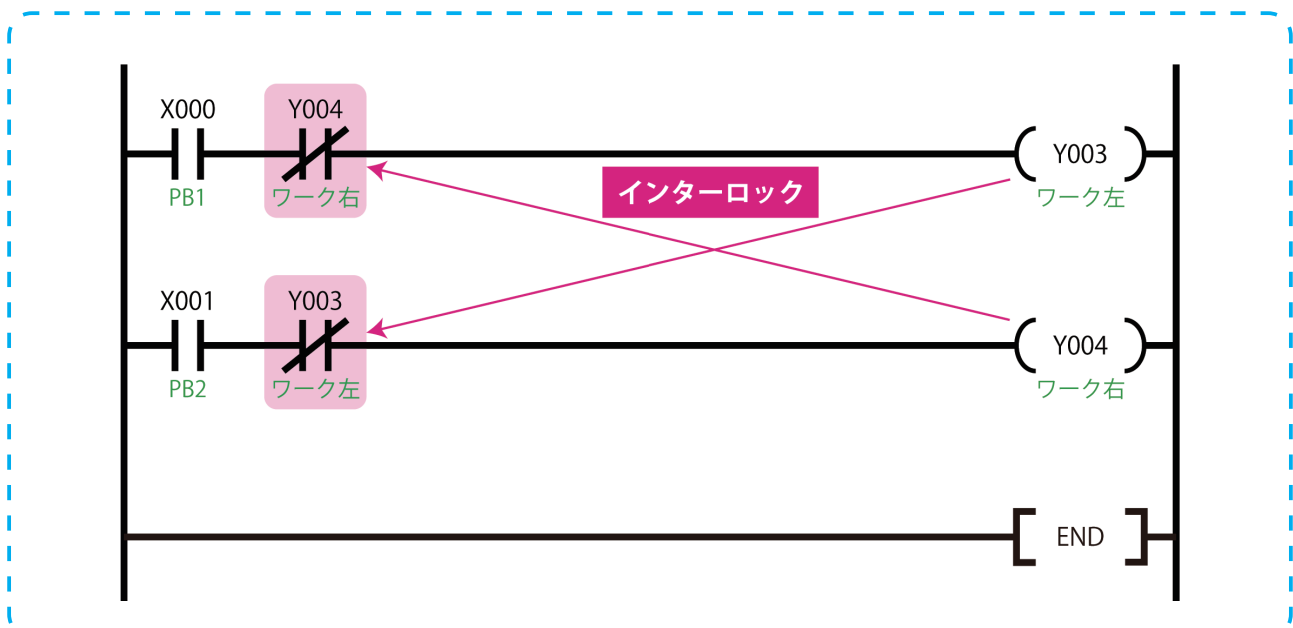 X000
Y004
Y003
PB1
ワーク右
インターロック
ワーク左
X001
Y003
Y004
PB2
ワーク左
ワーク右
END